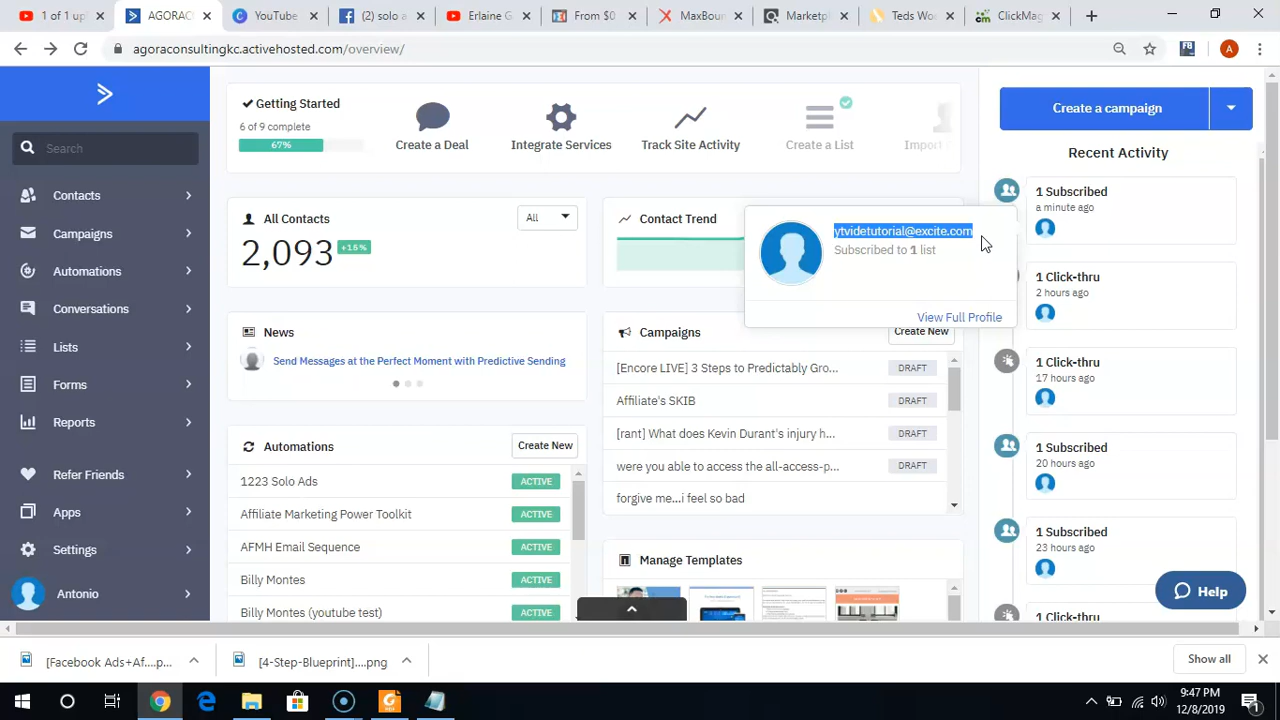 1 of 1 upl
AGORAC
YouTube
(2) solo a
Erlaine G
From $0
MaxBoun
Marketp
Teds Wo
ClickMag
agoraconsultingkc.activehosted.com/overview/
A
Search
Contacts
Campaigns
Automations
Conversations
Lists
Forms
Reports
Refer Friends
Apps
Settings
Antonio
Getting Started
6 of 9 complete
67%
Create a Deal
Integrate Services
Track Site Activity
Create a List
Import
All Contacts
All
2,093
+15%
Contact Trend
ytvidetutorial@excite.com
Subscribed to 1 list
View Full Profile
News
Send Messages at the Perfect Moment with Predictive Sending
Campaigns
Create New
[Encore LIVE] 3 Steps to Predictably Gro...
DRAFT
Affiliate's SKIB
DRAFT
[rant] What does Kevin Durant's injury h...
DRAFT
were you able to access the all-access-p...
DRAFT
forgive me...i feel so bad
Automations
Create New
1223 Solo Ads
ACTIVE
Affiliate Marketing Power Toolkit
ACTIVE
AFMH Email Sequence
ACTIVE
Billy Montes
ACTIVE
Billy Montes (youtube test)
ACTIVE
Manage Templates
Create a campaign
Recent Activity
1 Subscribed
a minute ago
1 Click-thru
2 hours ago
1 Click-thru
17 hours ago
1 Subscribed
20 hours ago
1 Subscribed
23 hours ago
1 Click-thru
Help
[Facebook Ads+Af....p...
[4-Step-Blueprint]....png
Show all
9:47 PM
12/8/2019